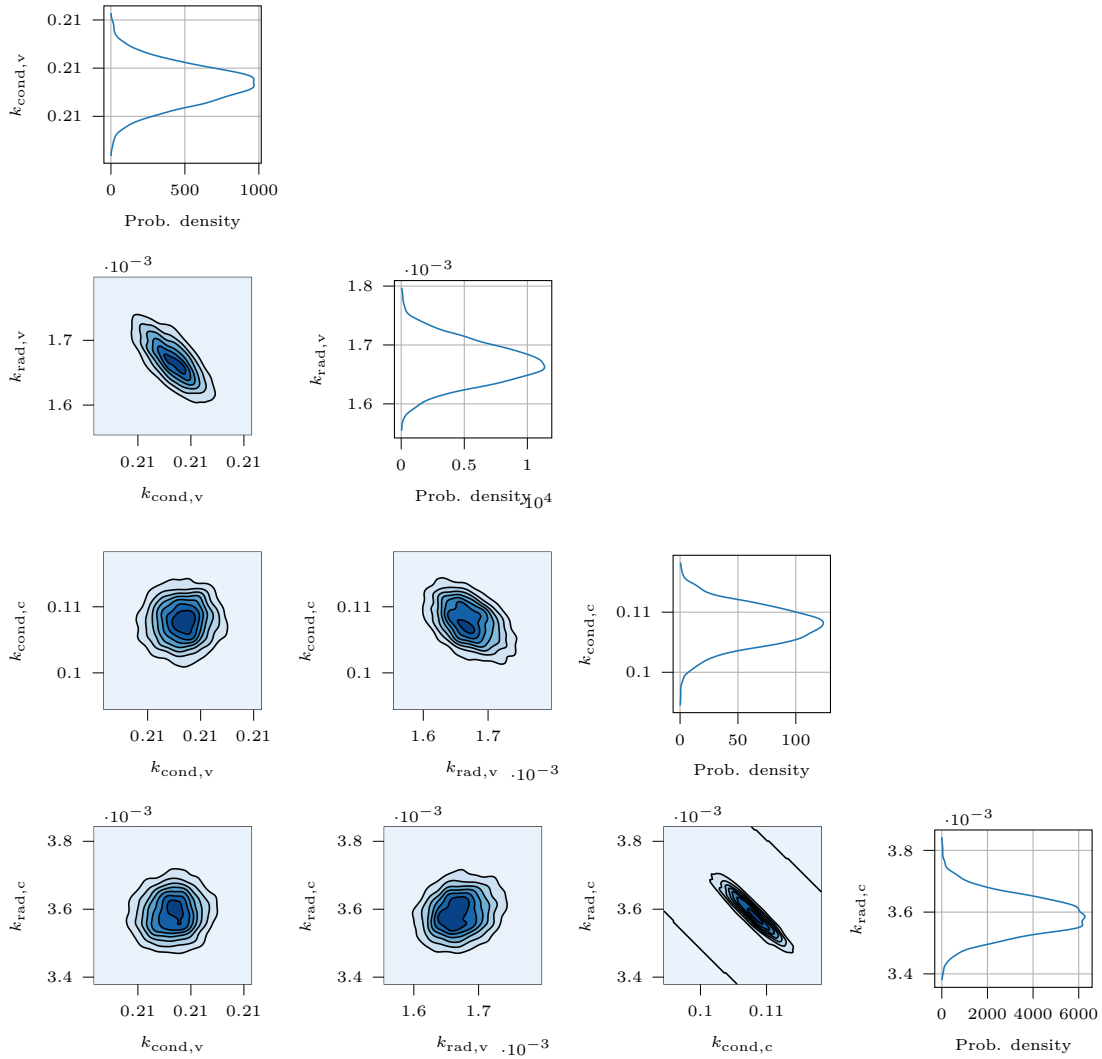 0.21
0.21
0.21
k_cond,v
0 500 1000
Prob. density
·10^−3
1.7
1.6
k_rad,v
0.21 0.21 0.21
k_cond,v
·10^−3
1.8
1.7
1.6
k_rad,v
0 0.5 1
Prob. density
·10^4
0.11
0.1
k_cond,c
0.21 0.21 0.21
k_cond,v
0.11
0.1
k_cond,c
1.6 1.7
k_rad,v ·10^−3
0.11
0.1
k_cond,c
0 50 100
Prob. density
·10^−3
3.8
3.6
3.4
k_rad,c
0.21 0.21 0.21
k_cond,v
·10^−3
3.8
3.6
3.4
k_rad,c
1.6 1.7
k_rad,v ·10^−3
·10^−3
3.8
3.6
3.4
k_rad,c
0.1 0.11
k_cond,c
·10^−3
3.8
3.6
3.4
k_rad,c
0 2000 4000 6000
Prob. density